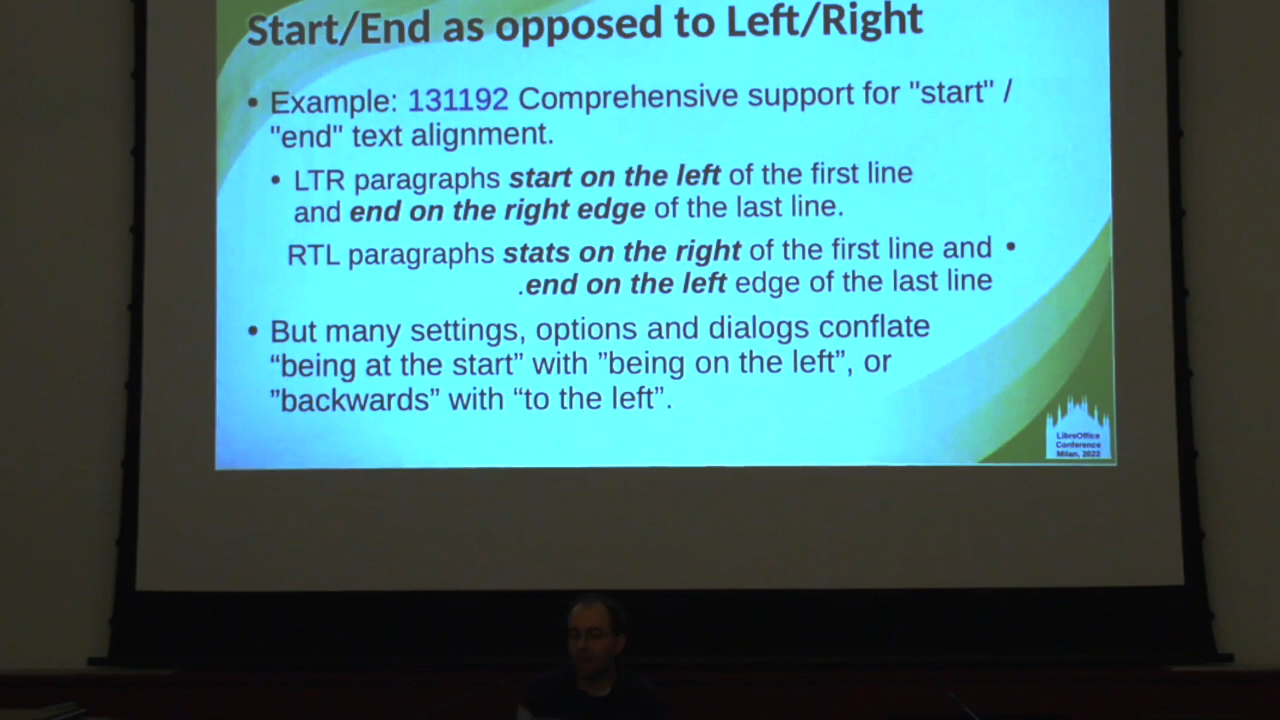 Start/End as opposed to Left/Right
• Example: 131192 Comprehensive support for "start" /
"end" text alignment.
• LTR paragraphs start on the left of the first line
and end on the right edge of the last line.
RTL paragraphs stats on the right of the first line and •
.end on the left edge of the last line
• But many settings, options and dialogs conflate
“being at the start” with ”being on the left”, or
”backwards” with “to the left”.
LibreOffice
Conference
Milan, 2022